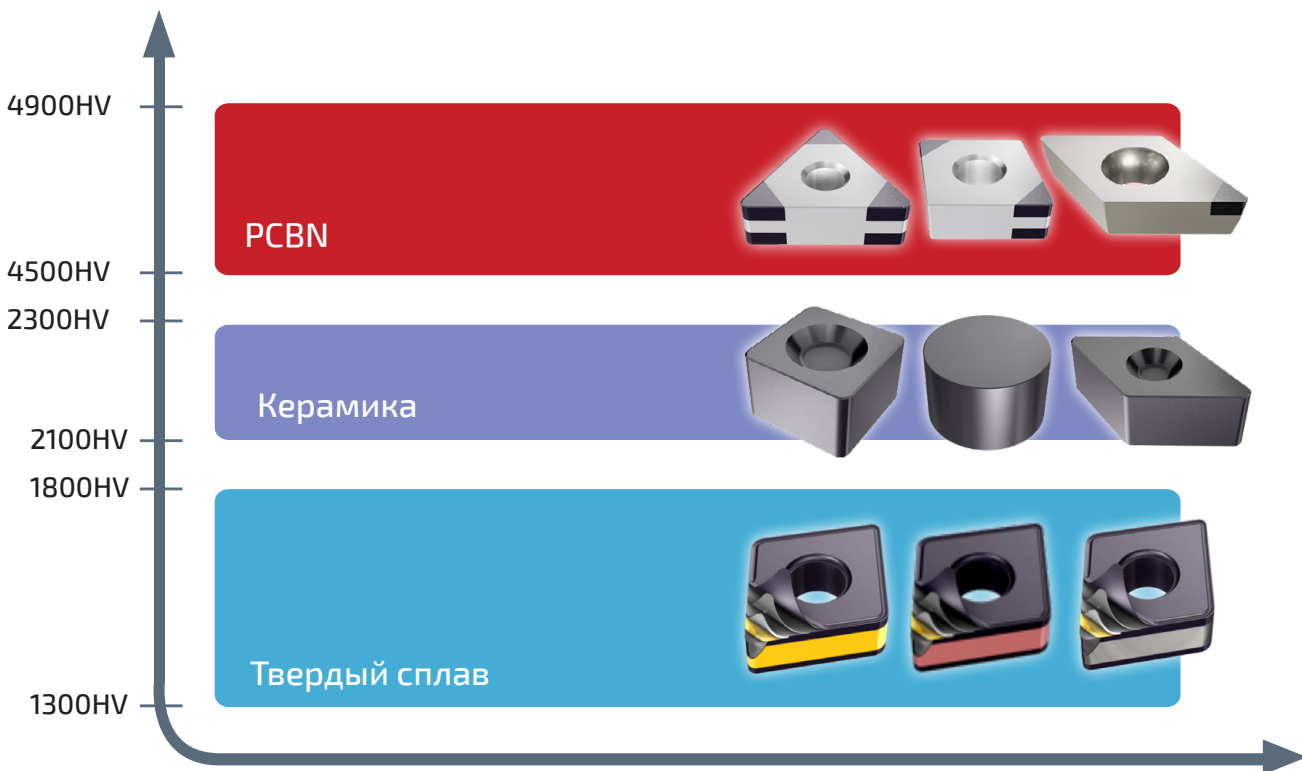 4900HV
PCBN
4500HV
2300HV
Керамика
2100HV
1800HV
Твердый сплав
1300HV